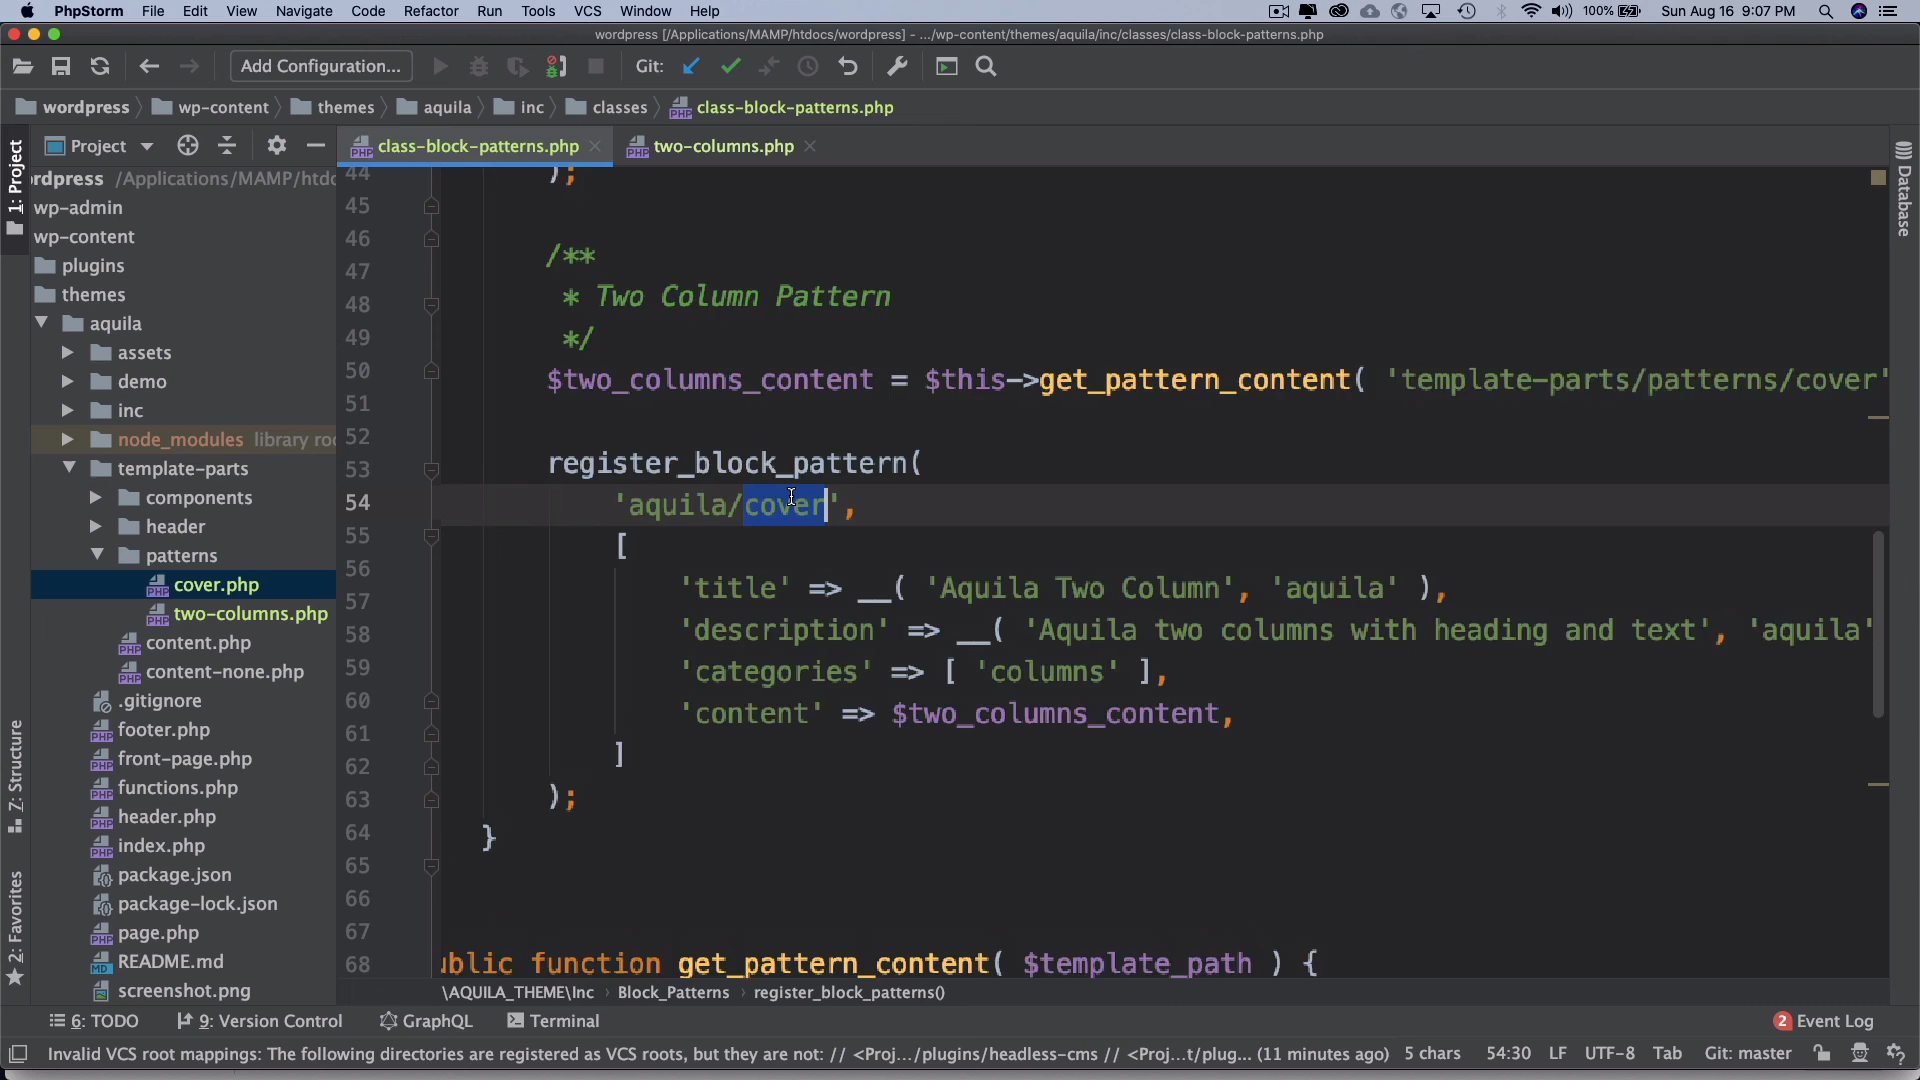 PhpStorm File Edit View Navigate Code Refactor Run Tools VCS Window Help 100% Sun Aug 16 9:07 PM
wordpress [/Applications/MAMP/htdocs/wordpress] - .../wp-content/themes/aquila/inc/classes/class-block-patterns.php
Add Configuration... Git:
wordpress wp-content themes aquila inc classes class-block-patterns.php
Project class-block-patterns.php two-columns.php
1: Project
Z: Structure
2: Favorites
Database
ordpress /Applications/MAMP/htdo
wp-admin
wp-content
plugins
themes
aquila
assets
demo
inc
node_modules library roo
template-parts
components
header
patterns
cover.php
two-columns.php
content.php
content-none.php
.gitignore
footer.php
front-page.php
functions.php
header.php
index.php
package.json
package-lock.json
page.php
README.md
screenshot.png
44
45
46
47
48
49
50
51
52
53
54
55
56
57
58
59
60
61
62
63
64
65
66
67
68
);
/**
* Two Column Pattern
*/
$two_columns_content = $this->get_pattern_content( 'template-parts/patterns/cover'
register_block_pattern(
'aquila/cover',
[
'title' => __( 'Aquila Two Column', 'aquila' ),
'description' => __( 'Aquila two columns with heading and text', 'aquila'
'categories' => [ 'columns' ],
'content' => $two_columns_content,
]
);
}
ublic function get_pattern_content( $template_path ) {
\AQUILA_THEME\Inc Block_Patterns register_block_patterns()
6: TODO 9: Version Control GraphQL Terminal 2 Event Log
Invalid VCS root mappings: The following directories are registered as VCS roots, but they are not: // <Proj.../plugins/headless-cms // <Proj...t/plug... (11 minutes ago) 5 chars 54:30 LF UTF-8 Tab Git: master